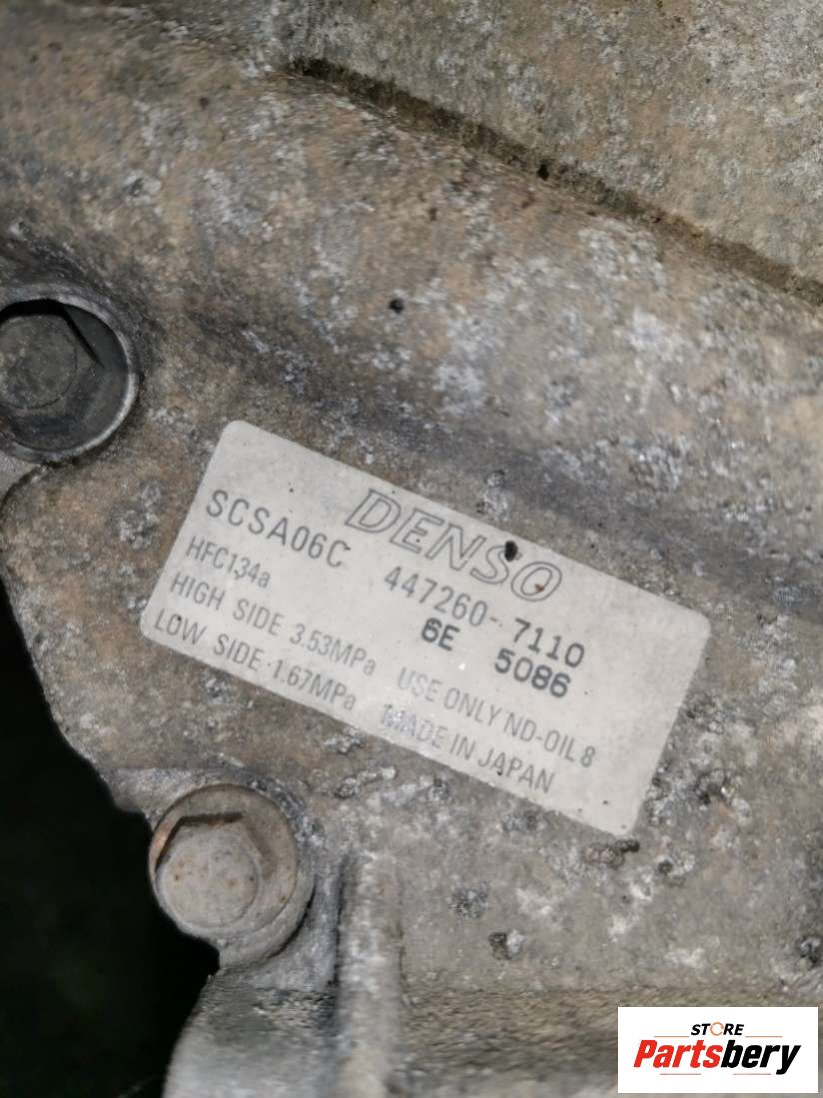 DENSO
SCSA06C 447260-7110
HFC134a 6E 5086
HIGH SIDE 3.53MPa USE ONLY ND-OIL8
LOW SIDE 1.67MPa MADE IN JAPAN
STORE
Partsbery